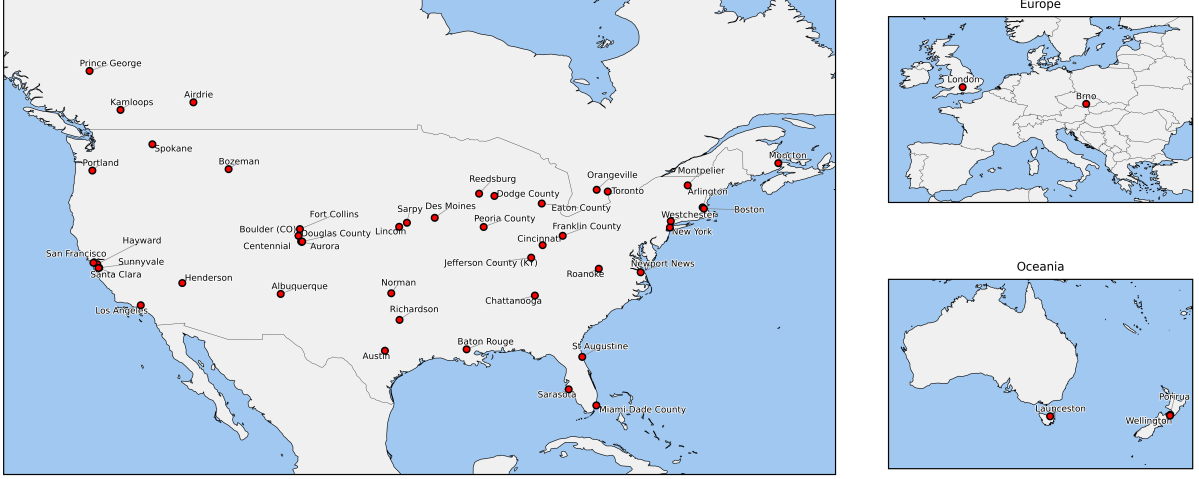 Europe
Prince George
Airdrie
Kamloops
London
Brno
Spokane
Portland
Bozeman
Moncton
Montpelier
Orangeville
Toronto
Arlington
Reedsburg
Dodge County
Eaton County
Boston
Westchester
New York
Fort Collins
Sarpy
Des Moines
Peoria County
Franklin County
Boulder (CO)
Douglas County
Lincoln
Cincinnati
Centennial
Aurora
Hayward
San Francisco
Sunnyvale
Santa Clara
Jefferson County (KY)
Roanoke
Newport News
Oceania
Henderson
Albuquerque
Norman
Chattanooga
Los Angeles
Richardson
Baton Rouge
St Augustine
Austin
Sarasota
Miami-Dade County
Porirua
Launceston
Wellington